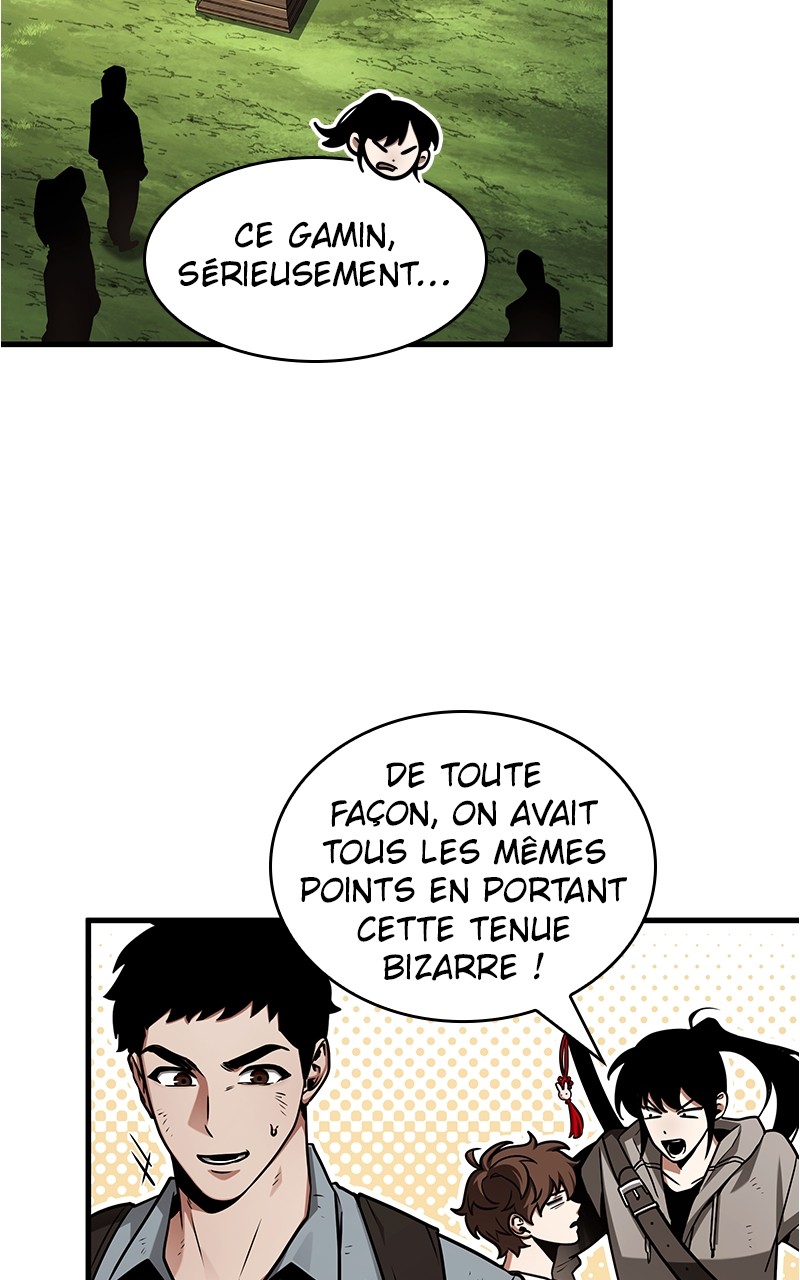 CE GAMIN,
SÉRIEUSEMENT...
DE TOUTE
FAÇON, ON AVAIT
TOUS LES MÊMES
POINTS EN PORTANT
CETTE TENUE
BIZARRE !